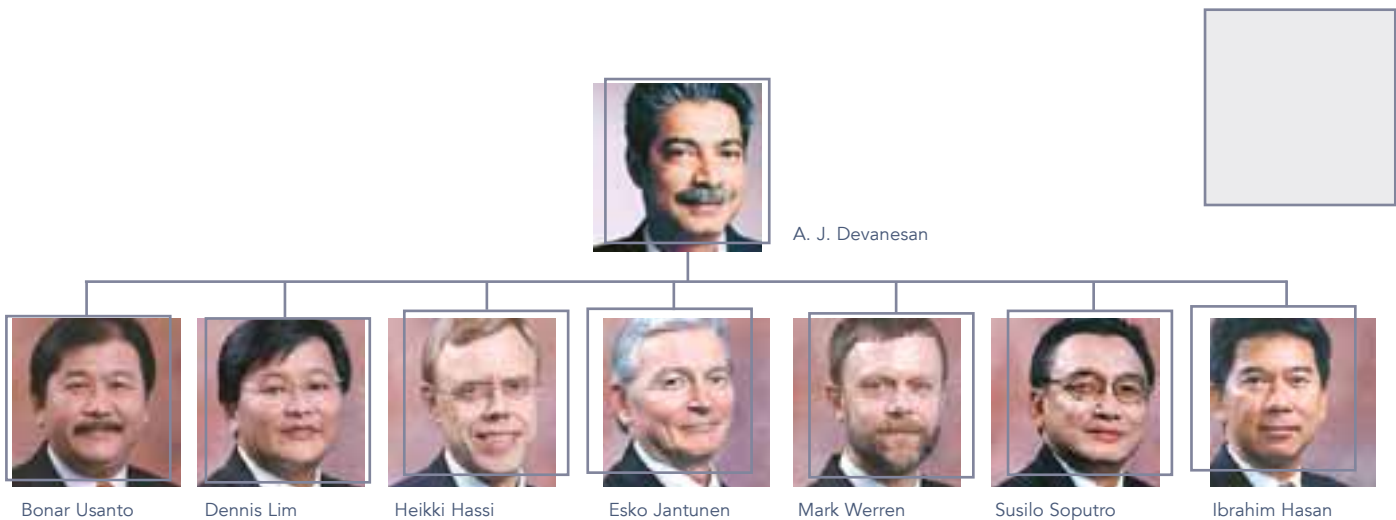 A. J. Devanesan
Bonar Usanto
Dennis Lim
Heikki Hassi
Esko Jantunen
Mark Werren
Susilo Soputro
Ibrahim Hasan